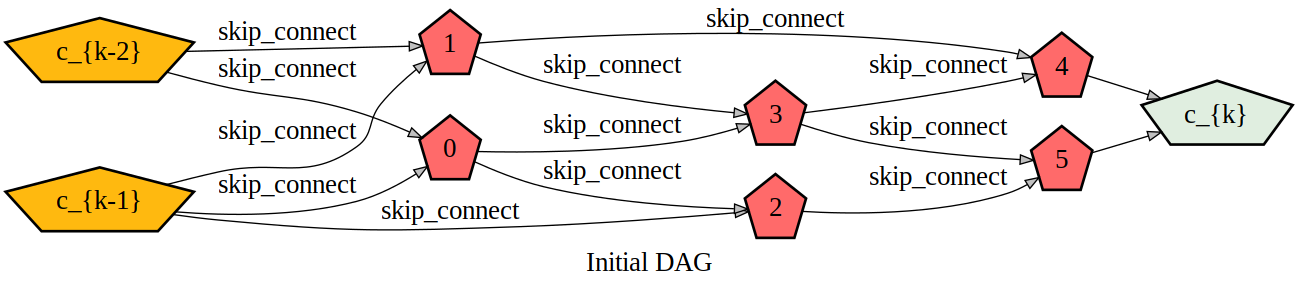 skip_connect
skip_connect
1
4
c_{k-2}
skip_connect
skip_connect
skip_connect
3
c_{k}
skip_connect
skip_connect
skip_connect
0
5
skip_connect
skip_connect
skip_connect
c_{k-1}
skip_connect
2
Initial DAG